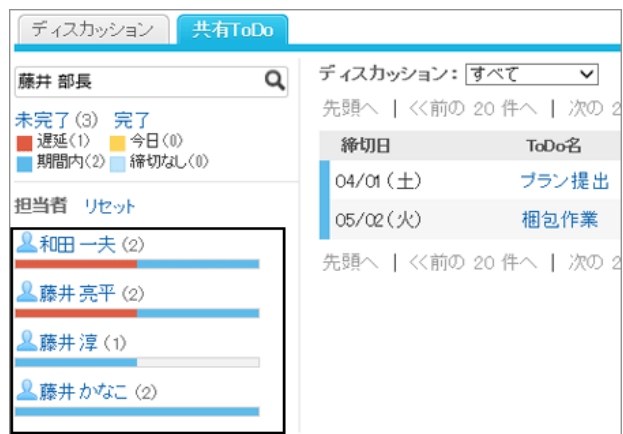 ディスカッション 共有ToDo
藤井 部長
未完了(3) 完了
遅延(1) 今日(0)
期間内(2) 締切なし(0)
担当者 リセット
和田 一夫 (2)
藤井 亮平 (2)
藤井 淳 (1)
藤井 かなこ (2)
ディスカッション： すべて
先頭へ | <<前の 20 件へ | 次の 2
締切日 ToDo名
04/01 (土) プラン提出
05/02 (火) 梱包作業
先頭へ | <<前の 20 件へ | 次の 2